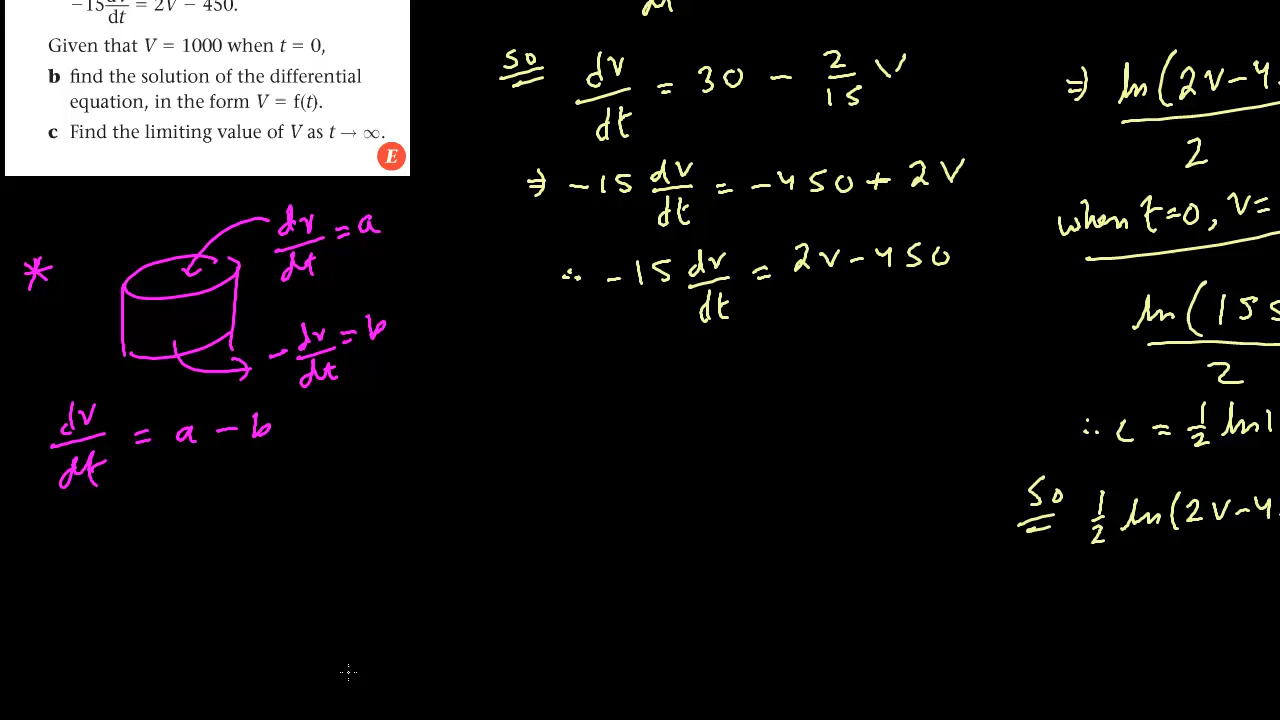 -15 dv/dt = 2V − 450.
Given that V = 1000 when t = 0,
b find the solution of the differential
equation, in the form V = f(t).
c Find the limiting value of V as t → ∞.
E
* dv/dt = a
- dv/dt = b
dv/dt = a - b
so dv/dt = 30 - 2/15 V
⇒ -15 dv/dt = -450 + 2V
∴ -15 dv/dt = 2V - 450
⇒ ln(2V-4
2
when t=0, V=
ln(155
2
∴ c = 1/2 ln1
so 1/2 ln(2V-4